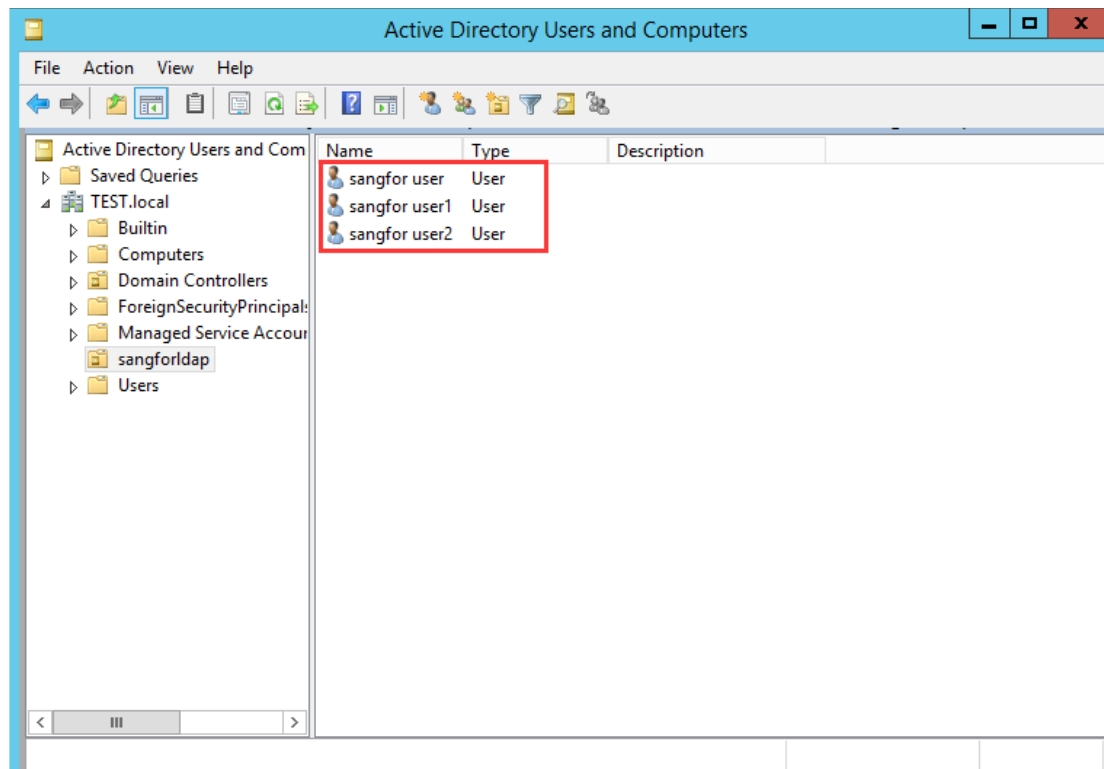 Active Directory Users and Computers
File Action View Help
Active Directory Users and Com
Saved Queries
TEST.local
Builtin
Computers
Domain Controllers
ForeignSecurityPrincipals
Managed Service Accour
sangforldap
Users
Name Type Description
sangfor user User
sangfor user1 User
sangfor user2 User